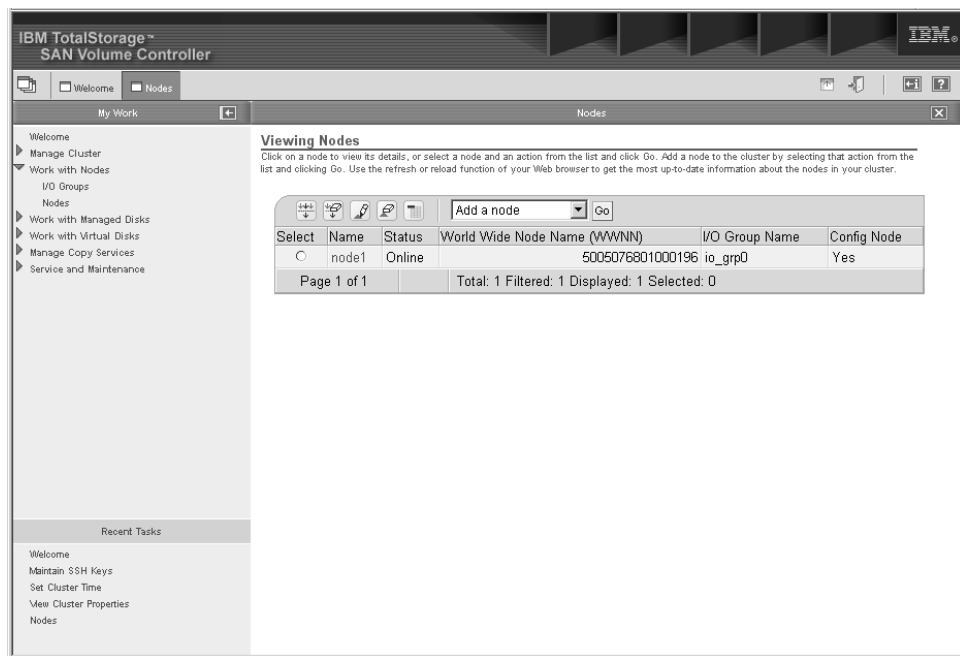 IBM TotalStorage™
SAN Volume Controller
IBM®
Welcome
Nodes
My Work
Nodes
Welcome
Manage Cluster
Work with Nodes
I/O Groups
Nodes
Work with Managed Disks
Work with Virtual Disks
Manage Copy Services
Service and Maintenance
Viewing Nodes
Click on a node to view its details, or select a node and an action from the list and click Go. Add a node to the cluster by selecting that action from the
list and clicking Go. Use the refresh or reload function of your Web browser to get the most up-to-date information about the nodes in your cluster.
Add a node Go
Select Name Status World Wide Node Name (WWNN) I/O Group Name Config Node
node1 Online 5005076801000196 io_grp0 Yes
Page 1 of 1 Total: 1 Filtered: 1 Displayed: 1 Selected: 0
Recent Tasks
Welcome
Maintain SSH Keys
Set Cluster Time
View Cluster Properties
Nodes